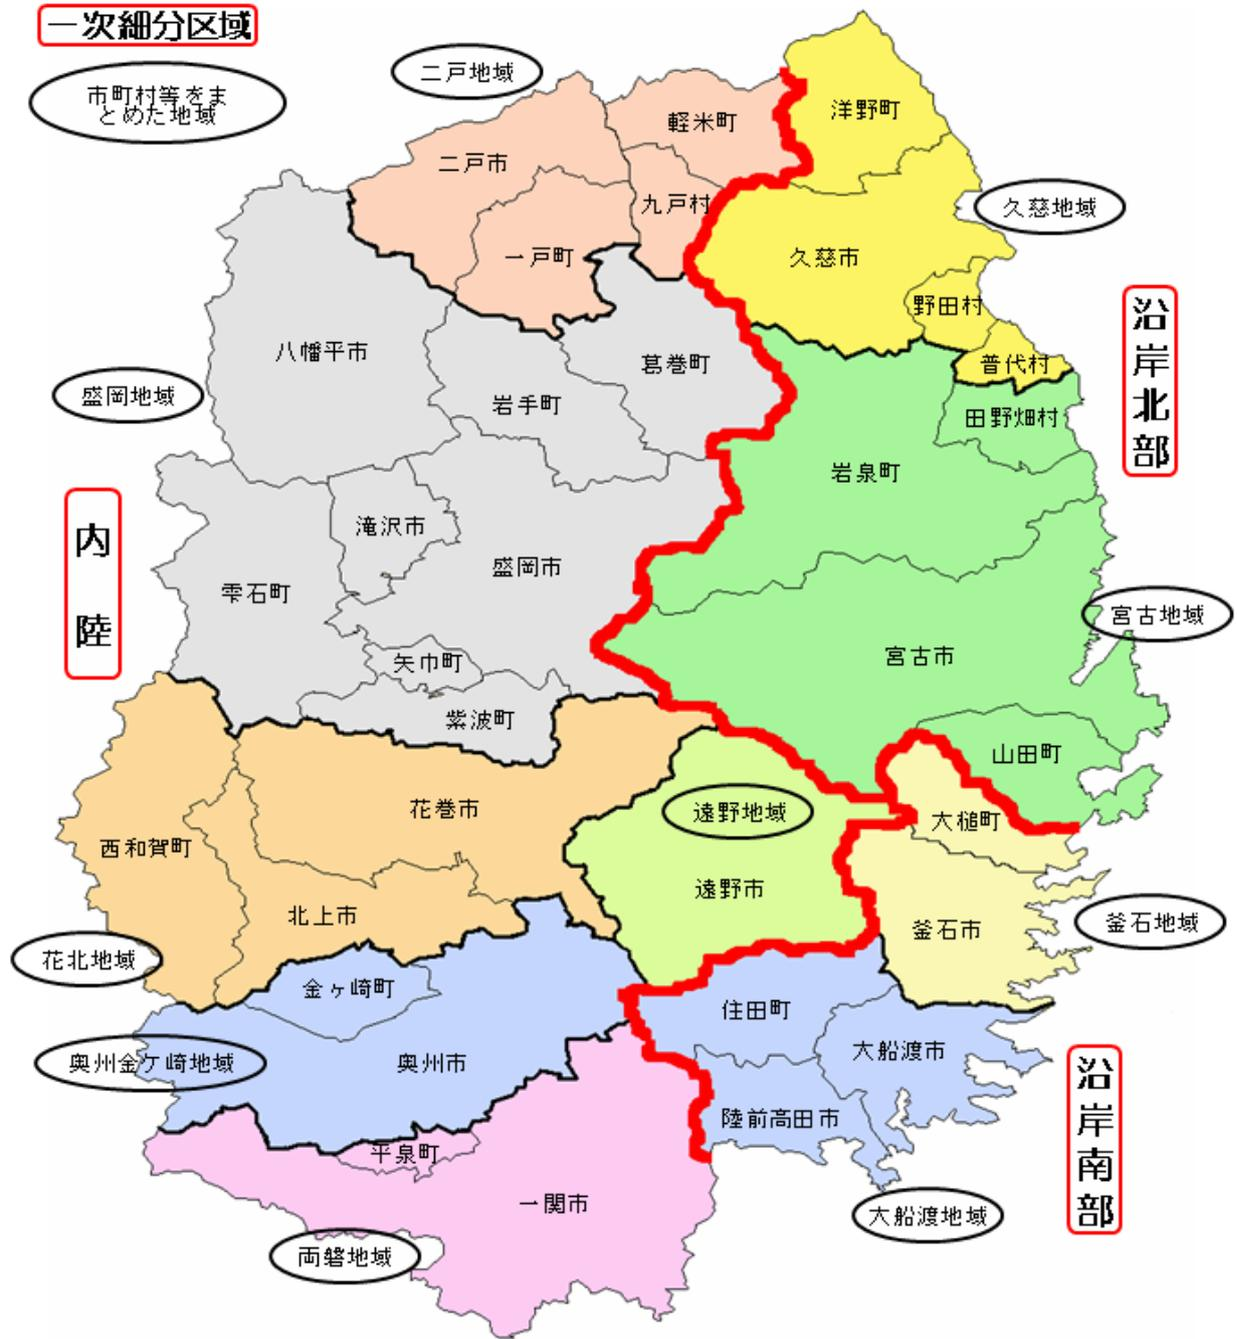 一次細分区域
市町村等をま
とめた地域
二戸地域
軽米町
洋野町
二戸市
九戸村
久慈地域
一戸町
久慈市
野田村
沿岸北部
八幡平市
葛巻町
普代村
盛岡地域
岩手町
田野畑村
岩泉町
内陸
滝沢市
盛岡市
雫石町
宮古地域
矢巾町
宮古市
紫波町
山田町
花巻市
遠野地域
大槌町
西和賀町
遠野市
北上市
釜石市
釜石地域
花北地域
金ヶ崎町
住田町
奥州金ケ崎地域
奥州市
大船渡市
沿岸南部
陸前高田市
平泉町
一関市
大船渡地域
両磐地域